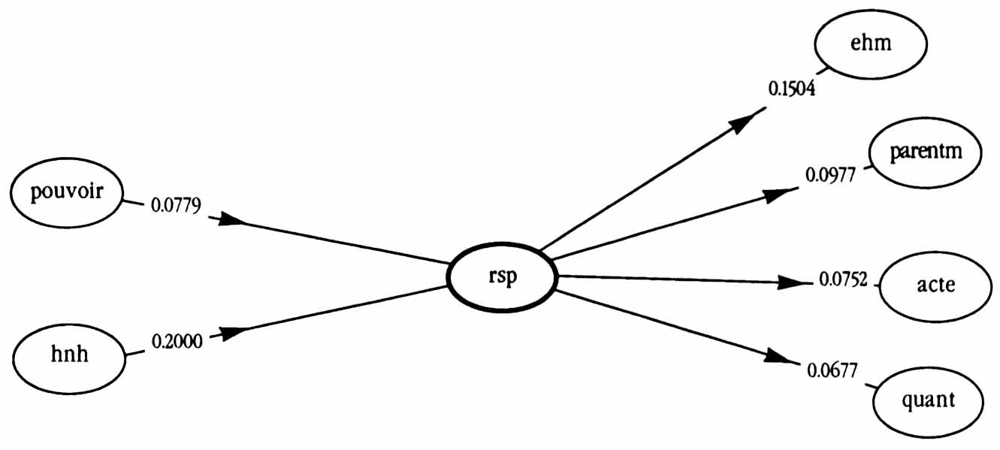 ehm
0.1504
parentm
0.0977
pouvoir
0.0779
rsp
0.0752
acte
hnh
0.2000
0.0677
quant